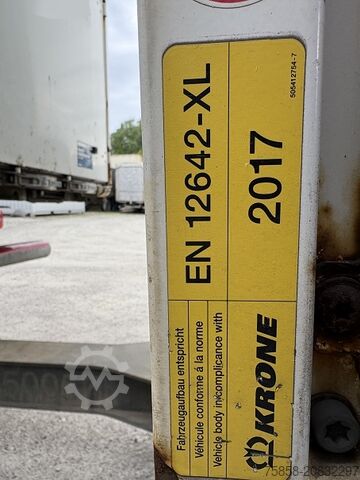 EN 12642-XL
2017
505412754-7
Fahrzeugaufbau entspricht
Véhicule conforme á la norme
Vehicle body in complicance with
KRONE
75858-20832297